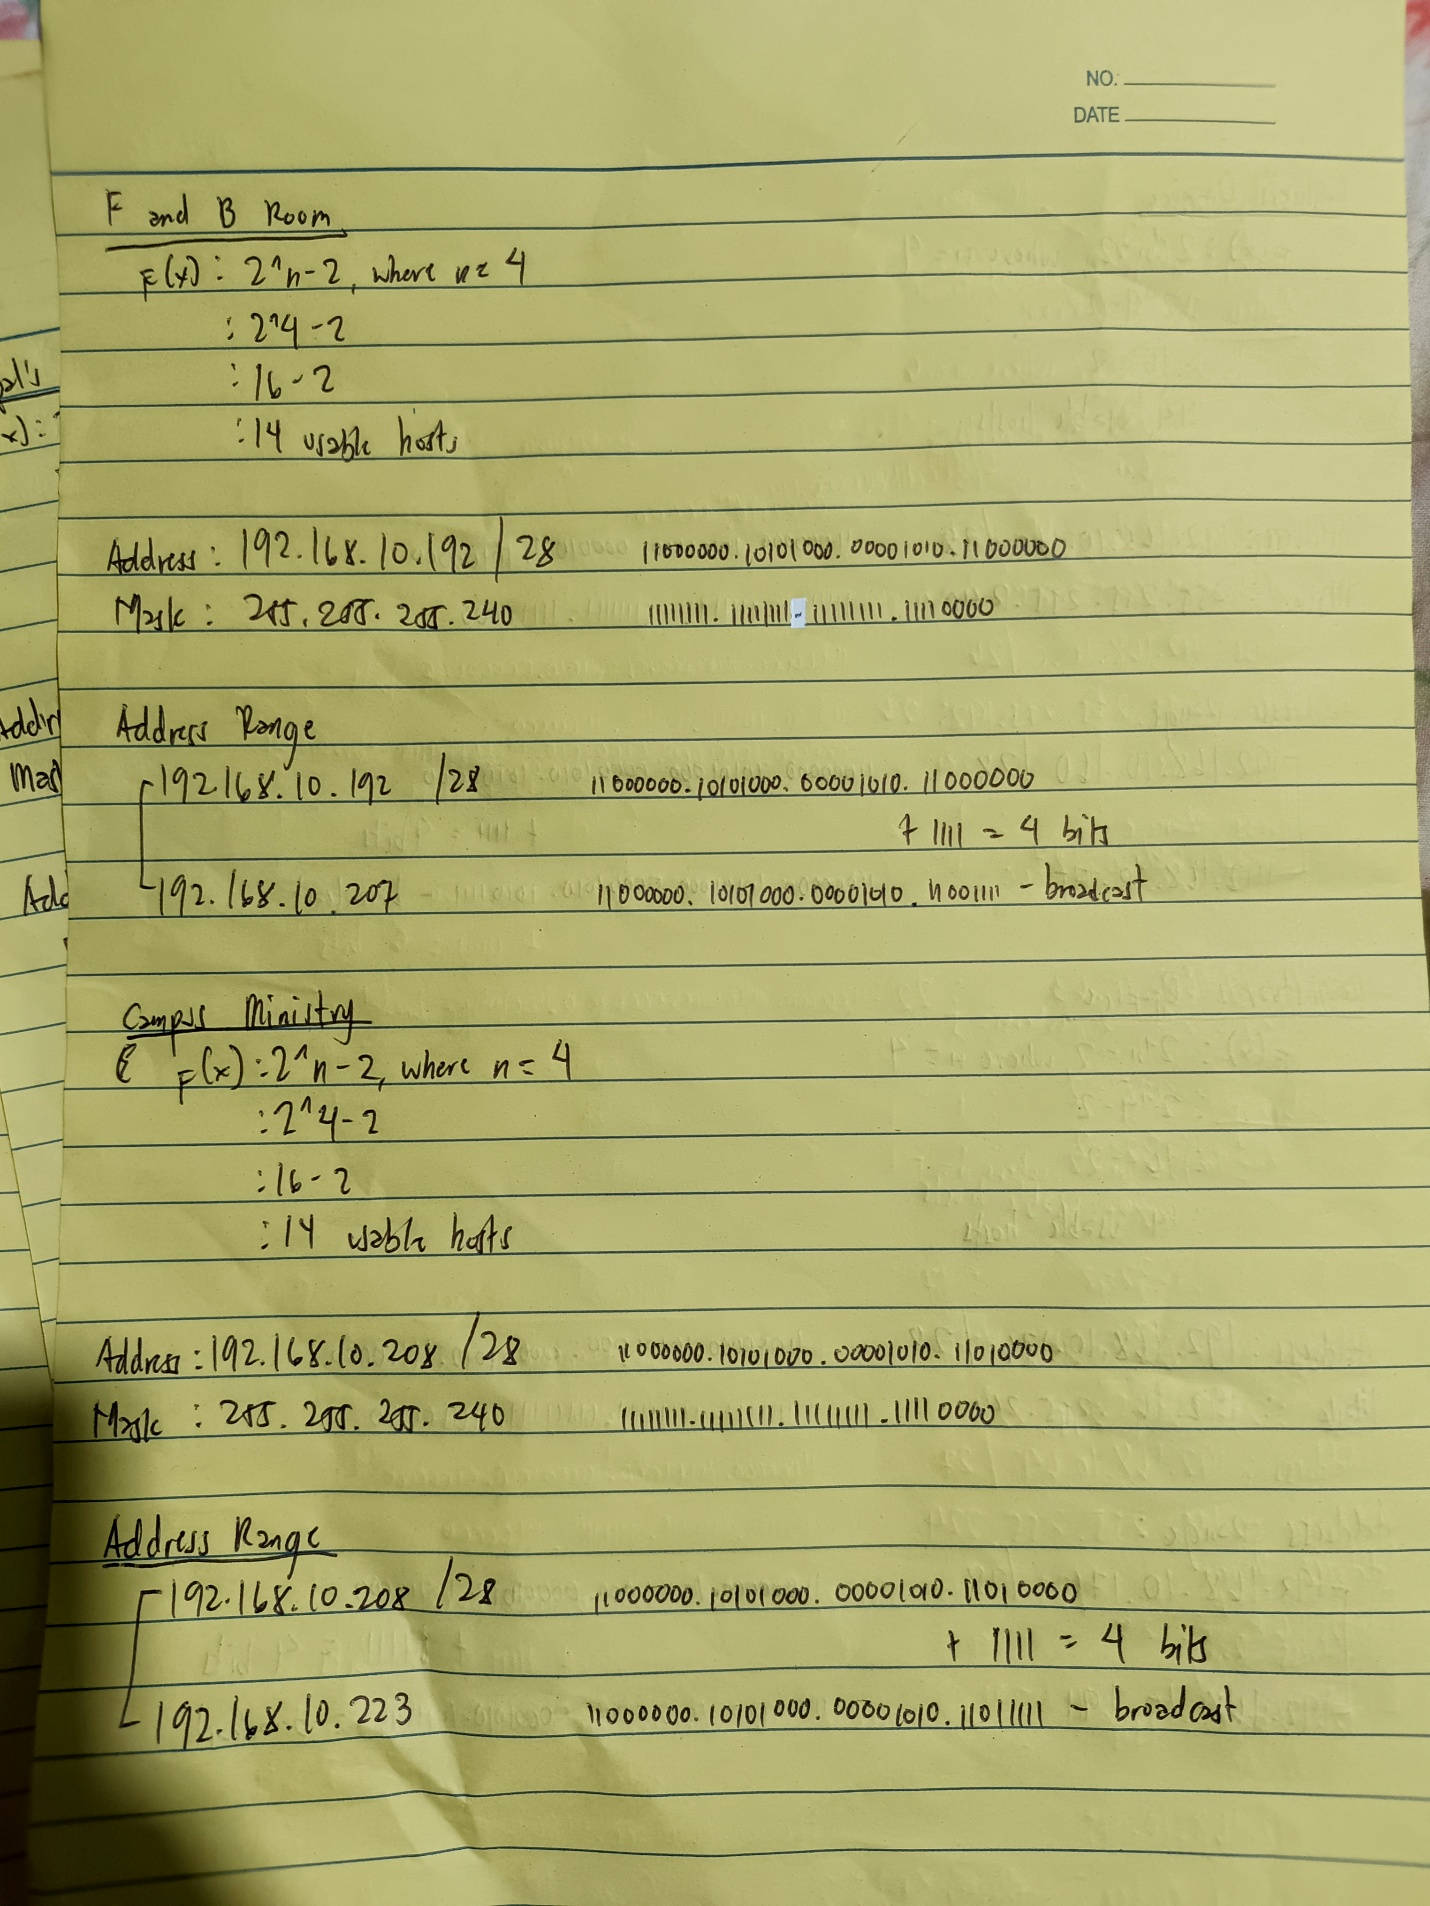 NO.
DATE
F and B Room
F(x) : 2^n-2, where n = 4
: 2^4-2
: 16-2
: 14 usable hosts
Address : 192.168.10.192 /28 11000000.10101000.00001010.11000000
Mask : 255.255.255.240 11111111.11111111.11111111.11110000
Address Range
192.168.10.192 /28 11000000.10101000.00001010.11000000
+ 1111 = 4 bits
192.168.10.207 11000000.10101000.00001010.11001111 - broadcast
Campus Ministry
F(x) : 2^n-2, where n = 4
: 2^4-2
: 16-2
: 14 usable hosts
Address : 192.168.10.208 /28 11000000.10101000.00001010.11010000
Mask : 255.255.255.240 11111111.11111111.11111111.11110000
Address Range
192.168.10.208 /28 11000000.10101000.00001010.11010000
+ 1111 = 4 bits
192.168.10.223 11000000.10101000.00001010.11011111 - broadcast